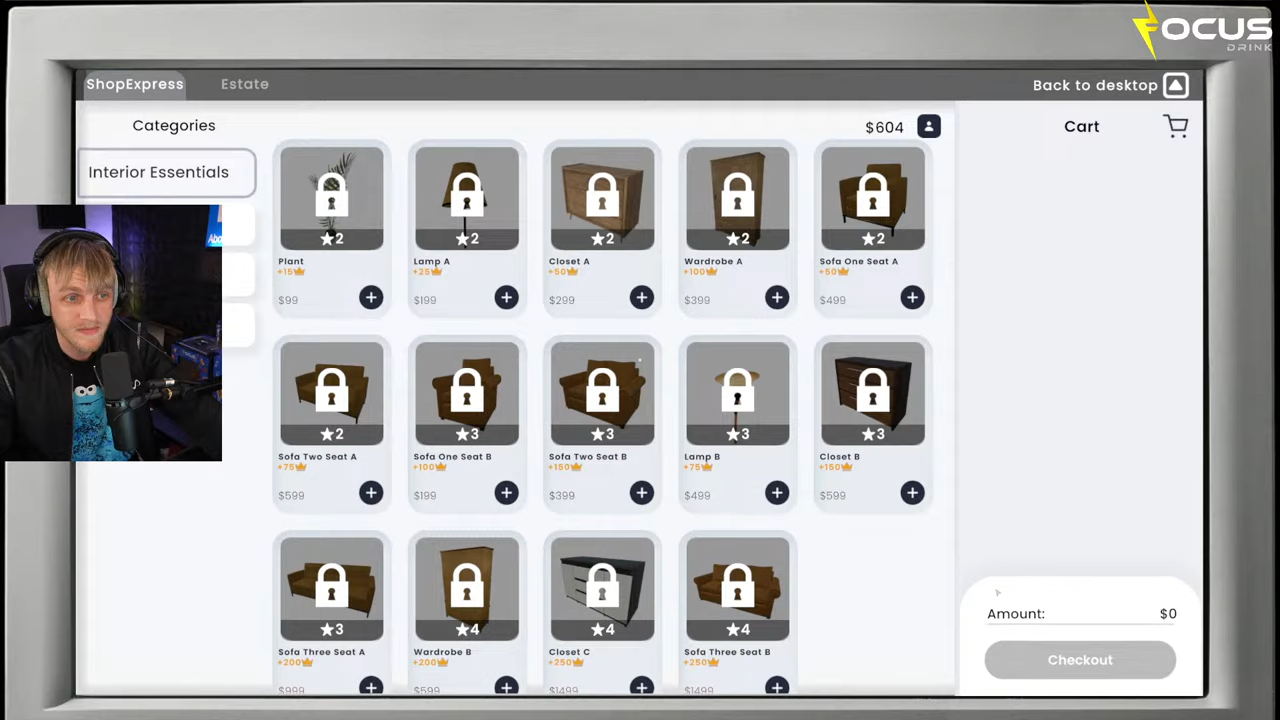 FOCUS
DRINK
ShopExpress
Estate
Back to desktop
Categories
$604
Cart
Interior Essentials
★2
★2
★2
★2
★2
Plant
Lamp A
Closet A
Wardrobe A
Sofa One Seat A
+15
+25
+50
+100
+50
$99
$199
$299
$399
$499
★2
★3
★3
★3
★3
Sofa Two Seat A
Sofa One Seat B
Sofa Two Seat B
Lamp B
Closet B
+75
+100
+150
+75
+150
$599
$199
$399
$499
$599
★3
★4
★4
★4
Sofa Three Seat A
Wardrobe B
Closet C
Sofa Three Seat B
+200
+200
+250
+250
$999
$599
$1499
$1499
Amount:
$0
Checkout